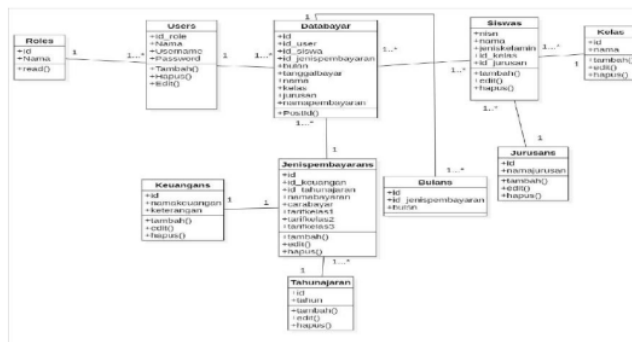 Roles
+id
+Nama
+read()
1
1...*
Users
+id_role
+Nama
+Username
+Password
+Tambah()
+Hapus()
+Edit()
1
1...*
1
Databayar
+id
+id_user
+id_siswa
+id_jenispembayaran
+bulan
+tanggalbayar
+nama
+kelas
+jurusan
+namapembayaran
+PostId()
1...*
1...*
1...*
Siswas
+nisn
+nama
+jeniskelamin
+id_kelas
+id_jurusan
+tambah()
+edit()
+hapus()
1...*
1
1...*
Kelas
+id
+nama
+tambah()
+edit()
+hapus()
1
Jurusans
+id
+namajurusan
+tambah()
+edit()
+hapus()
1
Keuangans
+id
+namakeuangan
+keterangan
+tambah()
+edit()
+hapus()
1
1
Jenispembayarans
+id
+id_keuangan
+id_tahunajaran
+namabayaran
+carabayar
+tarifkelas1
+tarifkelas2
+tarifkelas3
+tambah()
+edit()
+hapus()
1...*
1...*
Bulans
+id
+id_jenispembayaran
1
Tahunajaran
+id
+tahun
+tambah()
+edit()
+hapus()